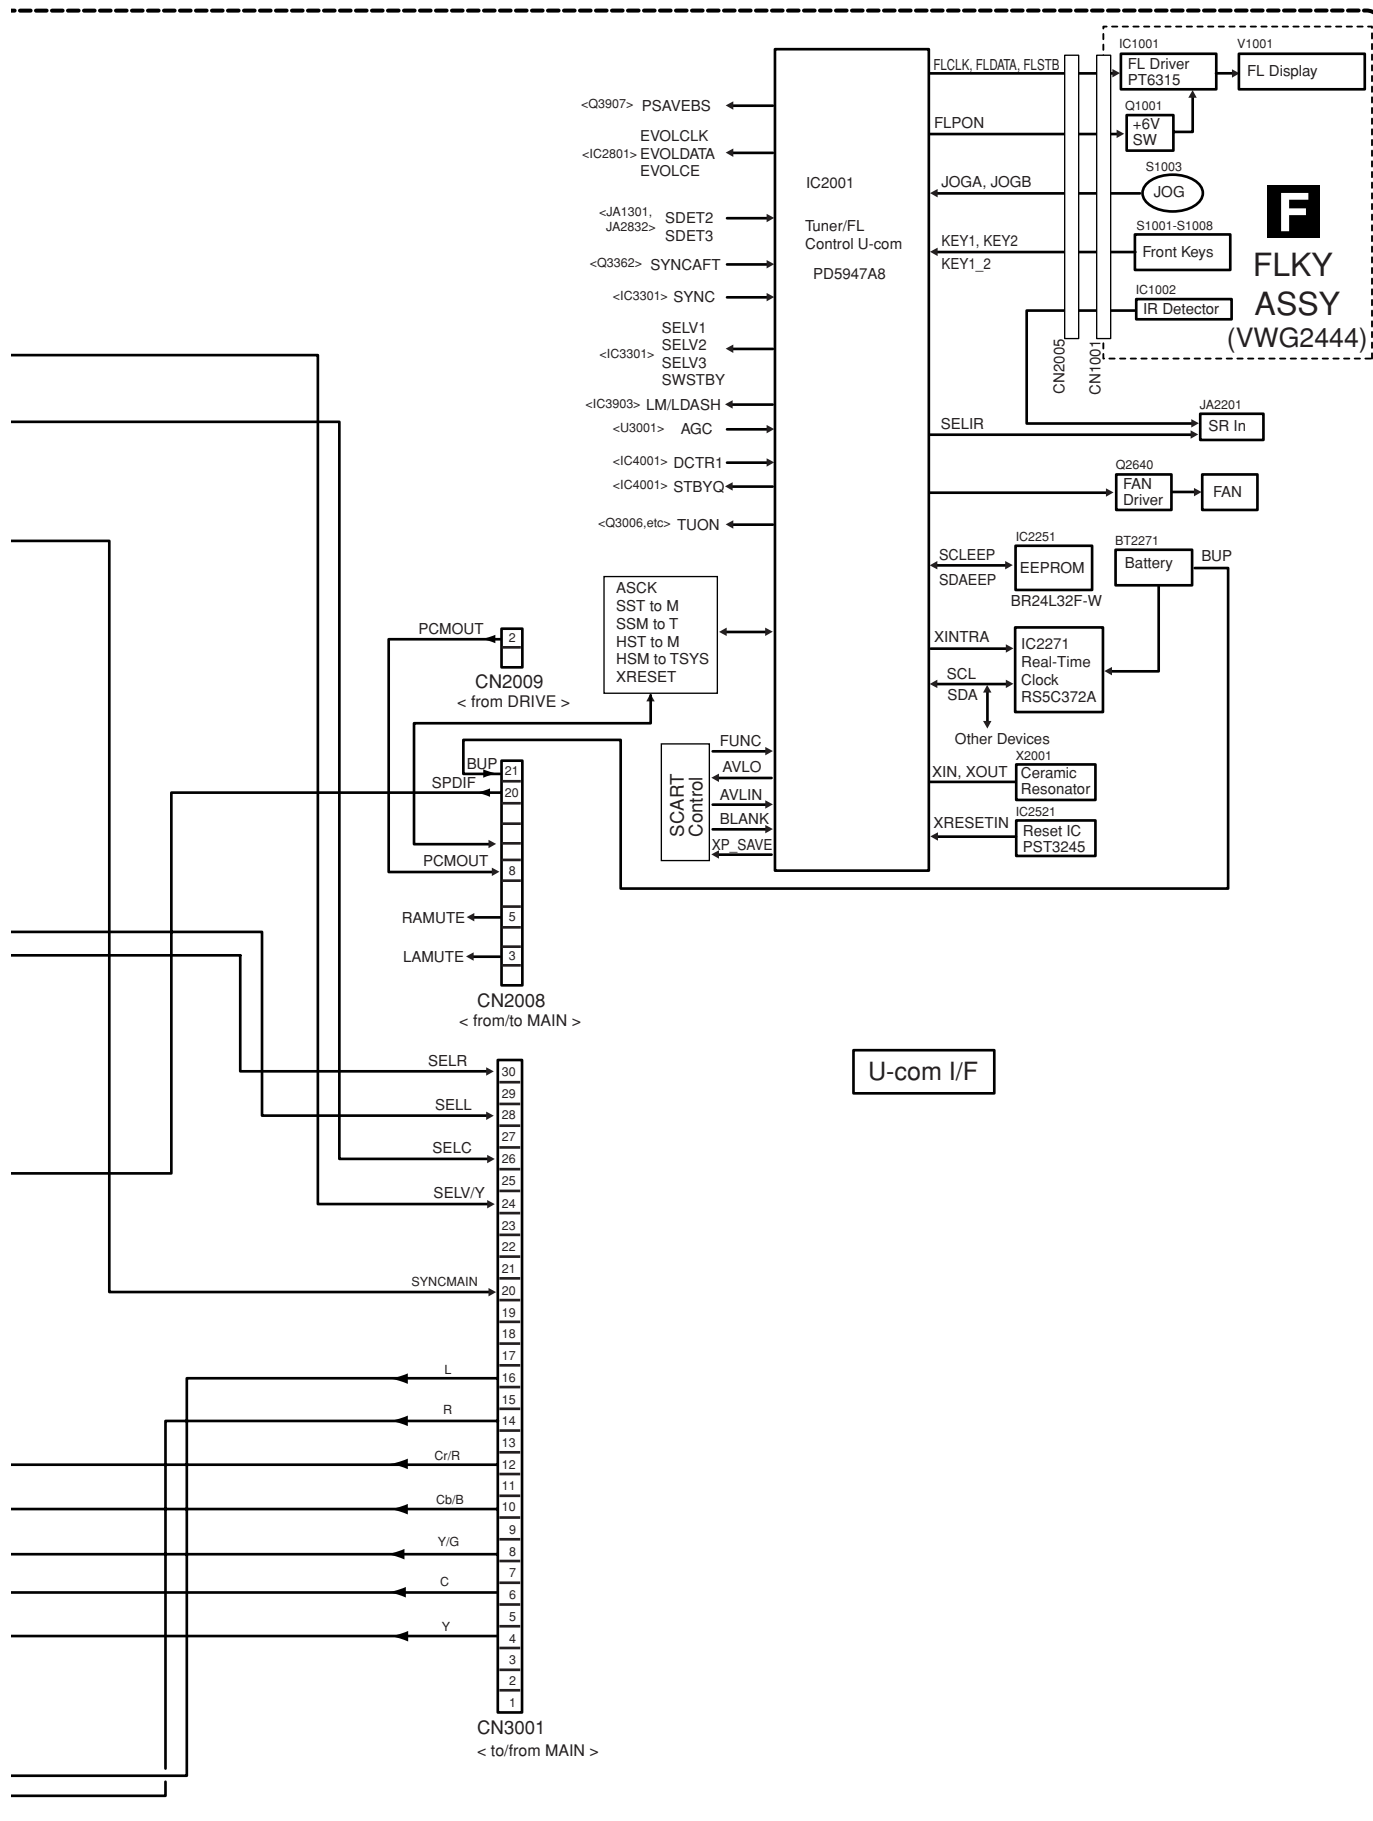 <Q3907> PSAVEBS
EVOLCLK
<IC2801> EVOLDATA
EVOLCE
<JA1301, SDET2
JA2832> SDET3
<Q3362> SYNCAFT
<IC3301> SYNC
SELV1
SELV2
<IC3301> SELV3
SWSTBY
<IC3903> LM/LDASH
<U3001> AGC
<IC4001> DCTR1
<IC4001> STBYQ
<Q3006,etc> TUON
ASCK
SST to M
SSM to T
HST to M
HSM to TSYS
XRESET
SCART
Control
FUNC
AVLO
AVLIN
BLANK
XP_SAVE
IC2001
Tuner/FL
Control U-com
PD5947A8
FLCLK, FLDATA, FLSTB
FLPON
JOGA, JOGB
KEY1, KEY2
KEY1_2
CN2005
CN1001
IC1001
FL Driver
PT6315
V1001
FL Display
Q1001
+6V
SW
S1003
JOG
S1001-S1008
Front Keys
IC1002
IR Detector
F
FLKY
ASSY
(VWG2444)
SELIR
JA2201
SR In
Q2640
FAN
Driver
FAN
SCLEEP
SDAEEP
IC2251
EEPROM
BR24L32F-W
BT2271
Battery
BUP
XINTRA
SCL
SDA
Other Devices
IC2271
Real-Time
Clock
RS5C372A
XIN, XOUT
X2001
Ceramic
Resonator
XRESETIN
IC2521
Reset IC
PST3245
PCMOUT
2
CN2009
< from DRIVE >
BUP
21
SPDIF
20
PCMOUT
8
RAMUTE
5
LAMUTE
3
CN2008
< from/to MAIN >
U-com I/F
SELR
30
29
SELL
28
27
SELC
26
25
SELV/Y
24
23
22
21
SYNCMAIN
20
19
18
17
L
16
15
R
14
13
Cr/R
12
11
Cb/B
10
9
Y/G
8
7
C
6
5
Y
4
3
2
1
CN3001
< to/from MAIN >